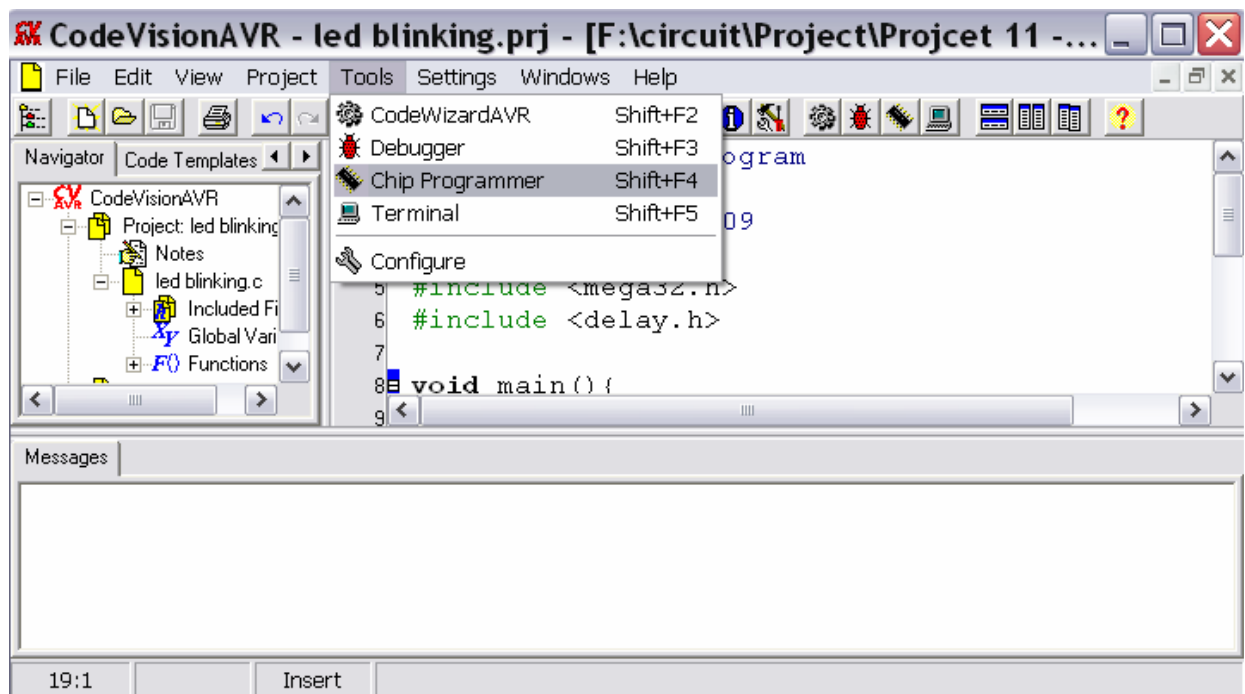 CodeVisionAVR - led blinking.prj - [F:\circuit\Project\Projcet 11 -...
File Edit View Project Tools Settings Windows Help
CodeWizardAVR Shift+F2
Debugger Shift+F3
Chip Programmer Shift+F4
Terminal Shift+F5
Configure
Navigator Code Templates
CodeVisionAVR
Project: led blinking
Notes
led blinking.c
Included Fi
Global Vari
F() Functions
ogram
09
5 #include <mega32.h>
6 #include <delay.h>
7
8 void main(){
9
Messages
19:1 Insert